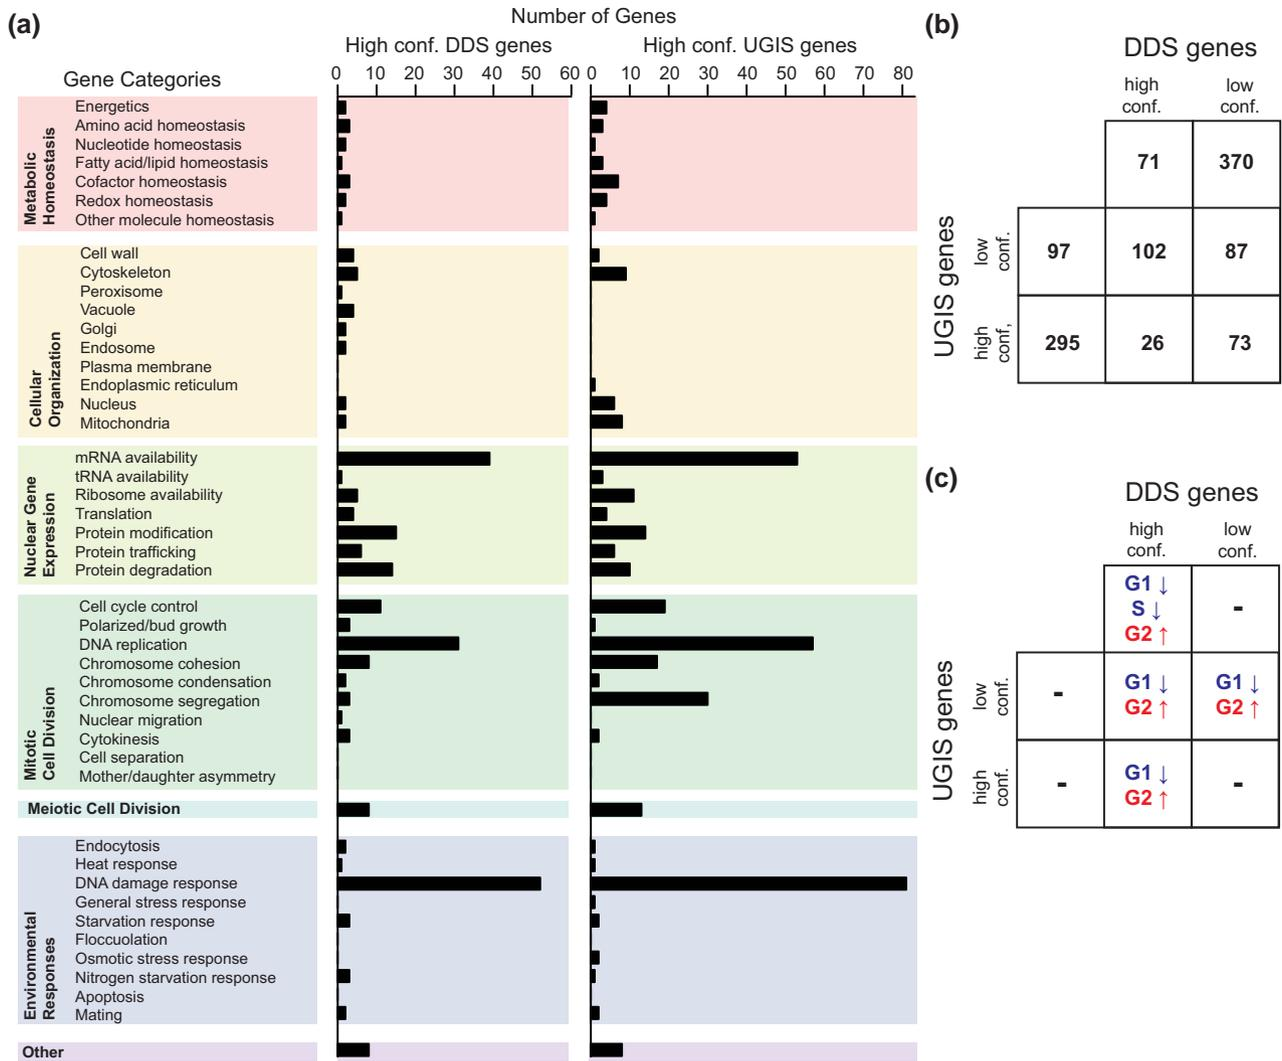 (a)
Number of Genes
High conf. DDS genes
High conf. UGIS genes
Gene Categories
0 10 20 30 40 50 60
0 10 20 30 40 50 60 70 80
Metabolic
Homeostasis
Energetics
Amino acid homeostasis
Nucleotide homeostasis
Fatty acid/lipid homeostasis
Cofactor homeostasis
Redox homeostasis
Other molecule homeostasis
Cellular
Organization
Cell wall
Cytoskeleton
Peroxisome
Vacuole
Golgi
Endosome
Plasma membrane
Endoplasmic reticulum
Nucleus
Mitochondria
Nuclear Gene
Expression
mRNA availability
tRNA availability
Ribosome availability
Translation
Protein modification
Protein trafficking
Protein degradation
Mitotic
Cell Division
Cell cycle control
Polarized/bud growth
DNA replication
Chromosome cohesion
Chromosome condensation
Chromosome segregation
Nuclear migration
Cytokinesis
Cell separation
Mother/daughter asymmetry
Meiotic Cell Division
Environmental
Responses
Endocytosis
Heat response
DNA damage response
General stress response
Starvation response
Floccuolation
Osmotic stress response
Nitrogen starvation response
Apoptosis
Mating
Other
(b)
DDS genes
high
conf.
low
conf.
71 370
UGIS genes
low
conf.
97 102 87
high
conf,
295 26 73
(c)
DDS genes
high
conf.
low
conf.
G1 ↓
S ↓
G2 ↑
-
UGIS genes
low
conf.
-
G1 ↓
G2 ↑
G1 ↓
G2 ↑
high
conf.
-
G1 ↓
G2 ↑
-